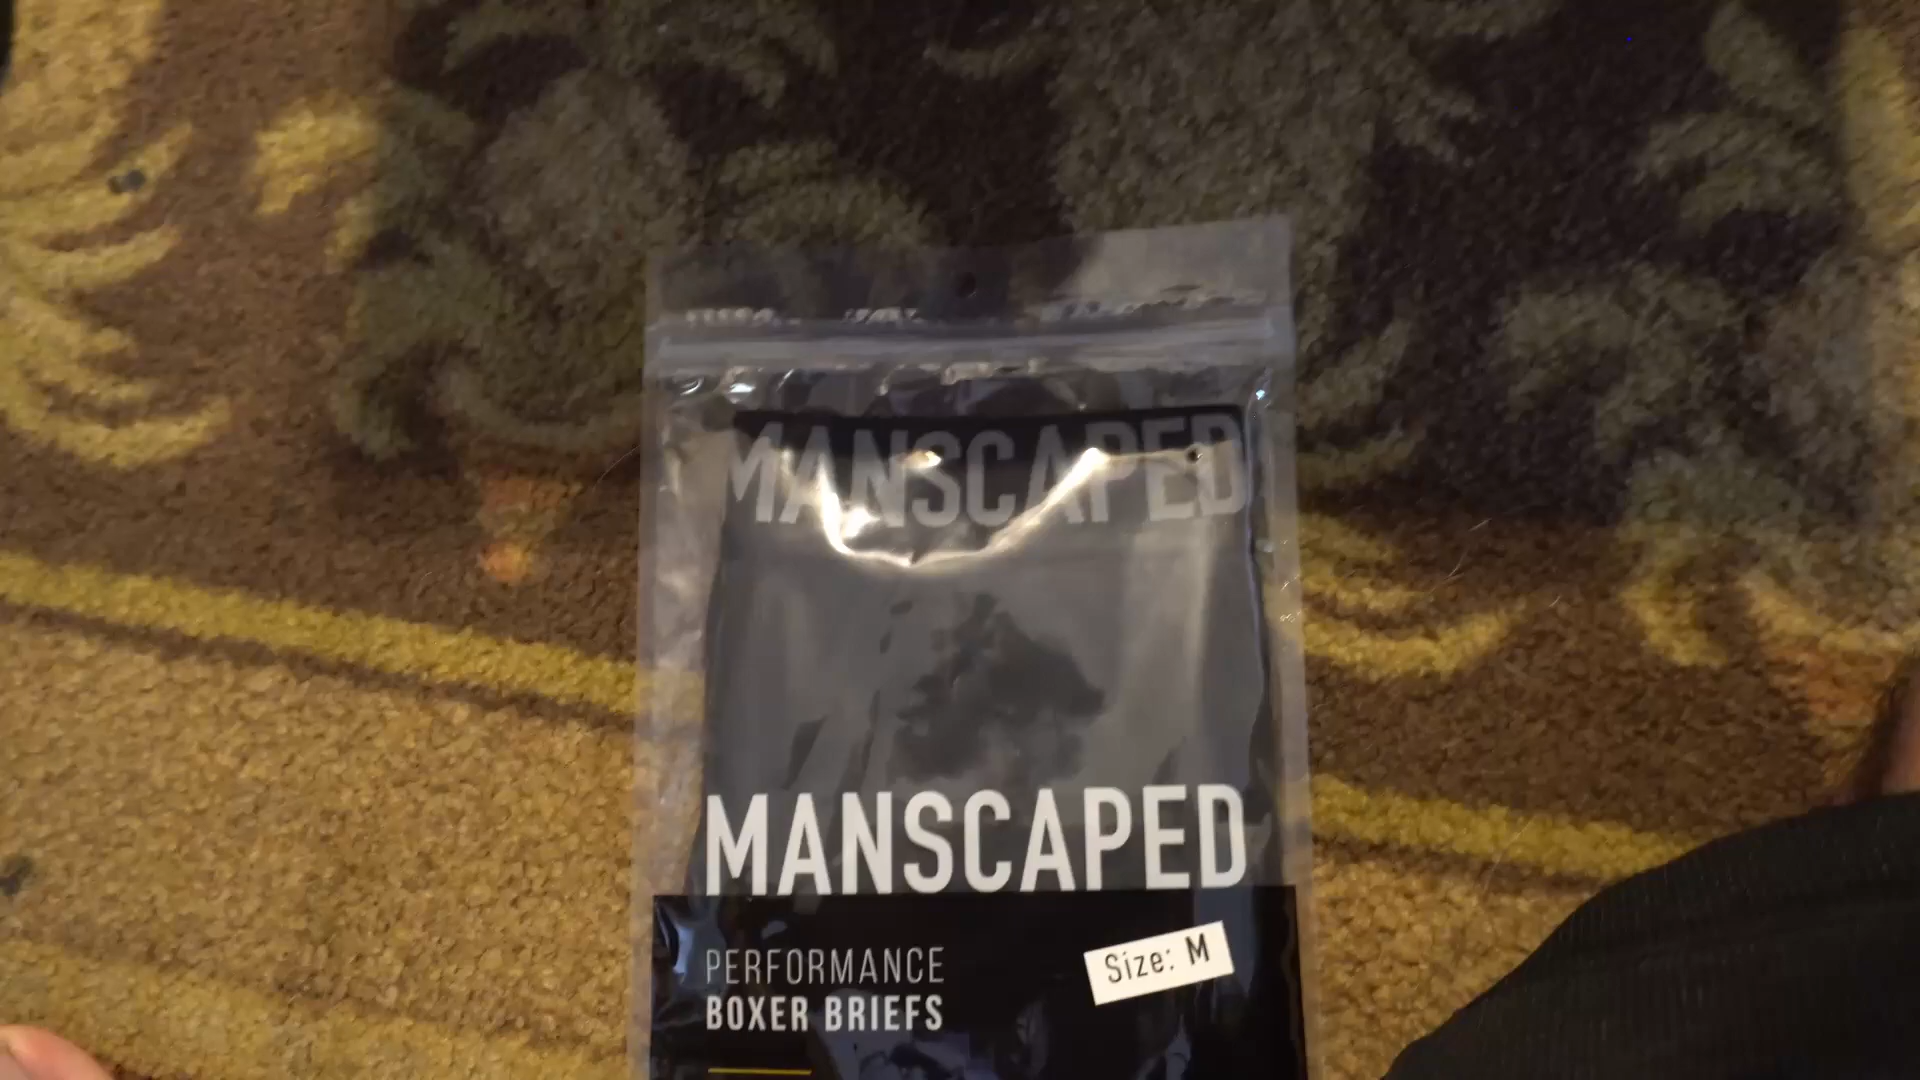 MANSCAPED
MANSCAPED
PERFORMANCE
BOXER BRIEFS
Size: M